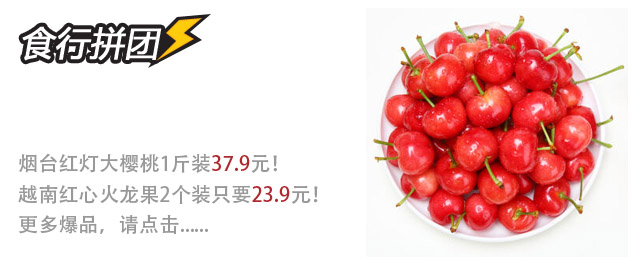 食行拼团
烟台红灯大樱桃1斤装37.9元！
越南红心火龙果2个装只要23.9元！
更多爆品，请点击......